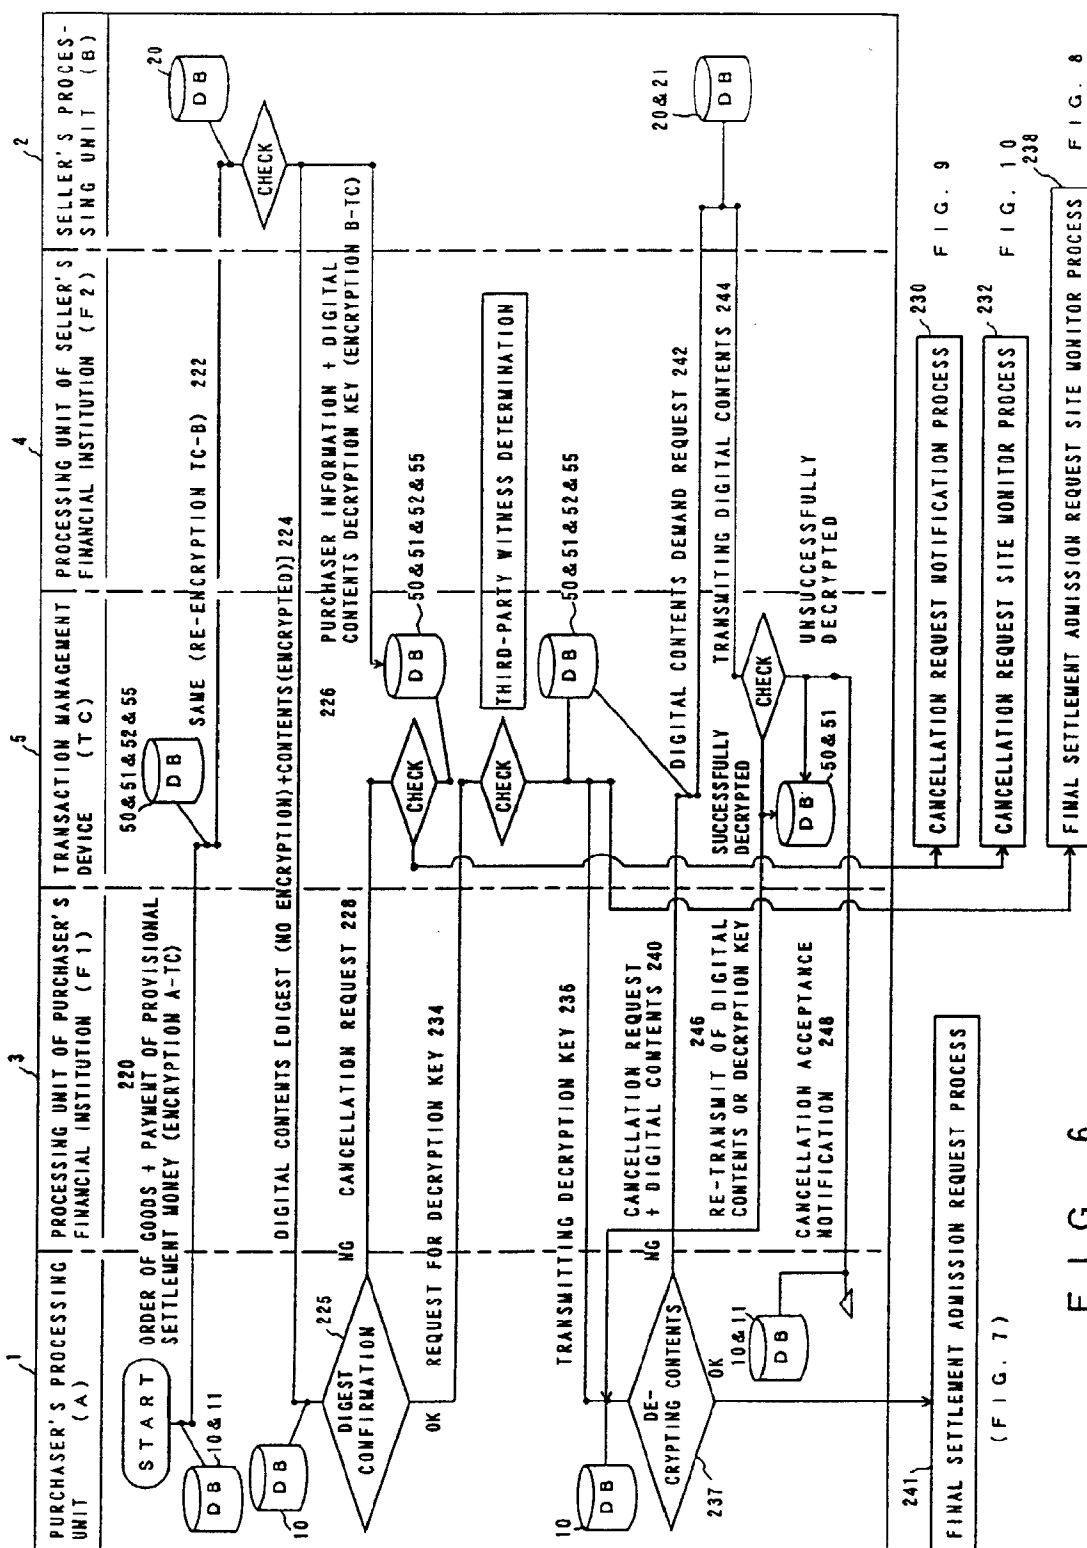 1
PURCHASER'S PROCESSING
UNIT (A)
3
PROCESSING UNIT OF PURCHASER'S
FINANCIAL INSTITUTION (F1)
5
TRANSACTION MANAGEMENT
DEVICE (TC)
4
PROCESSING UNIT OF SELLER'S
FINANCIAL INSTITUTION (F2)
2
SELLER'S PROCES-
SING UNIT (B)
START
220
ORDER OF GOODS + PAYMENT OF PROVISIONAL
SETTLEMENT MONEY (ENCRYPTION A-TC)
DB
10&11
50&51&52&55
DB
SAME (RE-ENCRYPTION TC-B) 222
20
DB
CHECK
DB
10
DIGITAL CONTENTS [DIGEST (NO ENCRYPTION)+CONTENTS(ENCRYPTED)] 224
225
DIGEST
CONFIRMATION
NG
CANCELLATION REQUEST 228
226
PURCHASER INFORMATION + DIGITAL
CONTENTS DECRYPTION KEY (ENCRYPTION B-TC)
DB
50&51&52&55
CHECK
OK
REQUEST FOR DECRYPTION KEY 234
CHECK
THIRD-PARTY WITNESS DETERMINATION
DB
50&51&52&55
TRANSMITTING DECRYPTION KEY 236
10
DB
DE-
CRYPTING CONTENTS
237
NG
OK
CANCELLATION REQUEST
+ DIGITAL CONTENTS 240
DIGITAL CONTENTS DEMAND REQUEST 242
20&21
DB
TRANSMITING DIGITAL CONTENTS 244
246
RE-TRANSMIT OF DIGITAL
CONTENTS OR DECRYPTION KEY
SUCCESSFULLY
DECRYPTED
CHECK
UNSUCCESSFULLY
DECRYPTED
DB
50&51
10&11
DB
CANCELLATION ACCEPTANCE
NOTIFICATION 248
241
FINAL SETTLEMENT ADMISSION REQUEST PROCESS
(FIG. 7)
230
CANCELLATION REQUEST NOTIFICATION PROCESS
FIG. 9
232
CANCELLATION REQUEST SITE MONITOR PROCESS
FIG. 10
238
FINAL SETTLEMENT ADMISSION REQUEST SITE MONITOR PROCESS
FIG. 8
FIG. 6